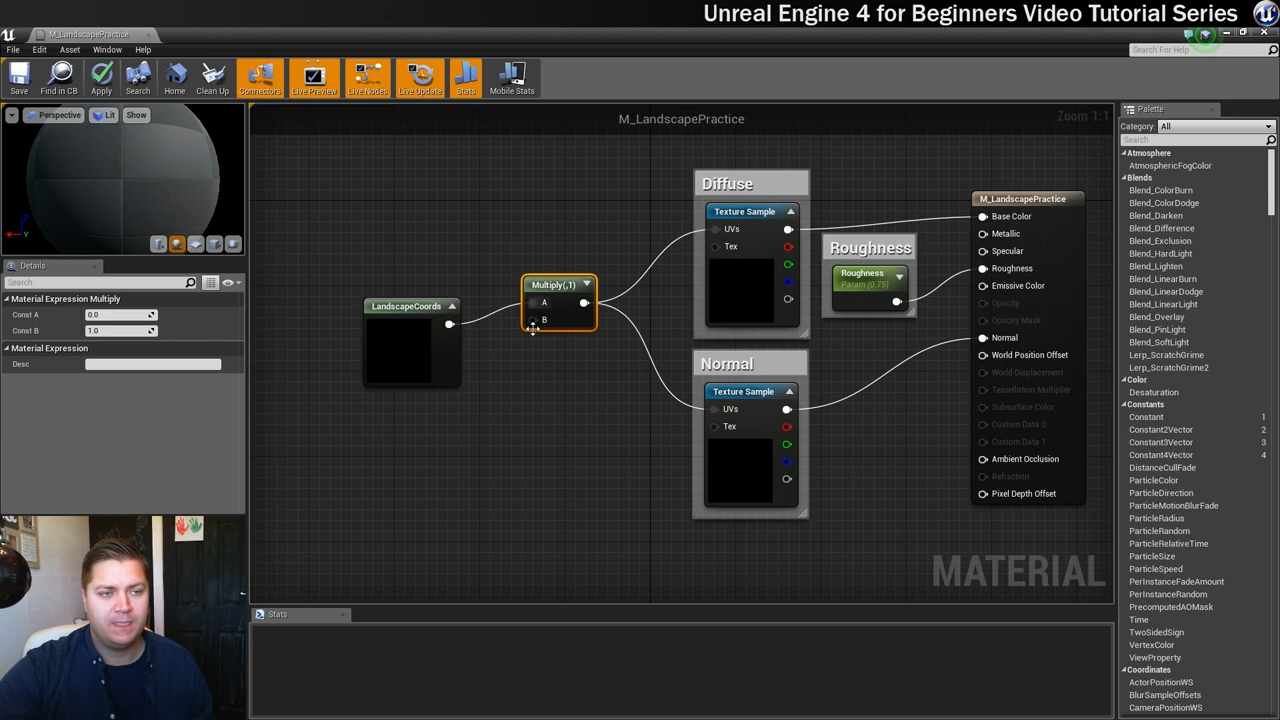 Unreal Engine 4 for Beginners Video Tutorial Series
M_LandscapePractice
File Edit Asset Window Help
Search For Help
Save Find in CB Apply Search Home Clean Up Connectors Live Preview Live Nodes Live Update Stats Mobile Stats
Perspective Lit Show
Details
Search
Material Expression Multiply
Const A 0.0
Const B 1.0
Material Expression
Desc
M_LandscapePractice
Zoom 1:1
LandscapeCoords
Multiply(,1)
A
B
Diffuse
Texture Sample
UVs
Tex
Normal
Texture Sample
UVs
Tex
Roughness
Roughness
Param (0.75)
M_LandscapePractice
Base Color
Metallic
Specular
Roughness
Emissive Color
Opacity
Opacity Mask
Normal
World Position Offset
World Displacement
Tessellation Multiplier
Subsurface Color
Custom Data 0
Custom Data 1
Ambient Occlusion
Refraction
Pixel Depth Offset
MATERIAL
Stats
Palette
Category: All
Search
Atmosphere
AtmosphericFogColor
Blends
Blend_ColorBurn
Blend_ColorDodge
Blend_Darken
Blend_Difference
Blend_Exclusion
Blend_HardLight
Blend_Lighten
Blend_LinearBurn
Blend_LinearDodge
Blend_LinearLight
Blend_Overlay
Blend_PinLight
Blend_Screen
Blend_SoftLight
Lerp_ScratchGrime
Lerp_ScratchGrime2
Color
Desaturation
Constants
Constant 1
Constant2Vector 2
Constant3Vector 3
Constant4Vector 4
DistanceCullFade
ParticleColor
ParticleDirection
ParticleMotionBlurFade
ParticleRadius
ParticleRandom
ParticleRelativeTime
ParticleSize
ParticleSpeed
PerInstanceFadeAmount
PerInstanceRandom
PrecomputedAOMask
Time
TwoSidedSign
VertexColor
ViewProperty
Coordinates
ActorPositionWS
BlurSampleOffsets
CameraPositionWS